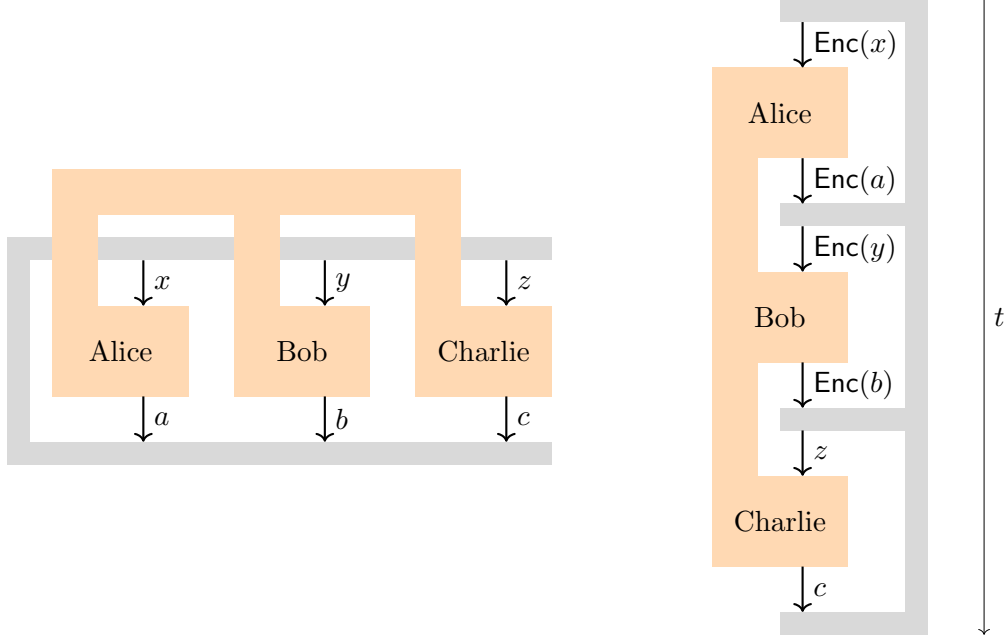 x
y
z
Alice
Bob
Charlie
a
b
c
Enc(x)
Alice
Enc(a)
Enc(y)
Bob
Enc(b)
z
Charlie
c
t